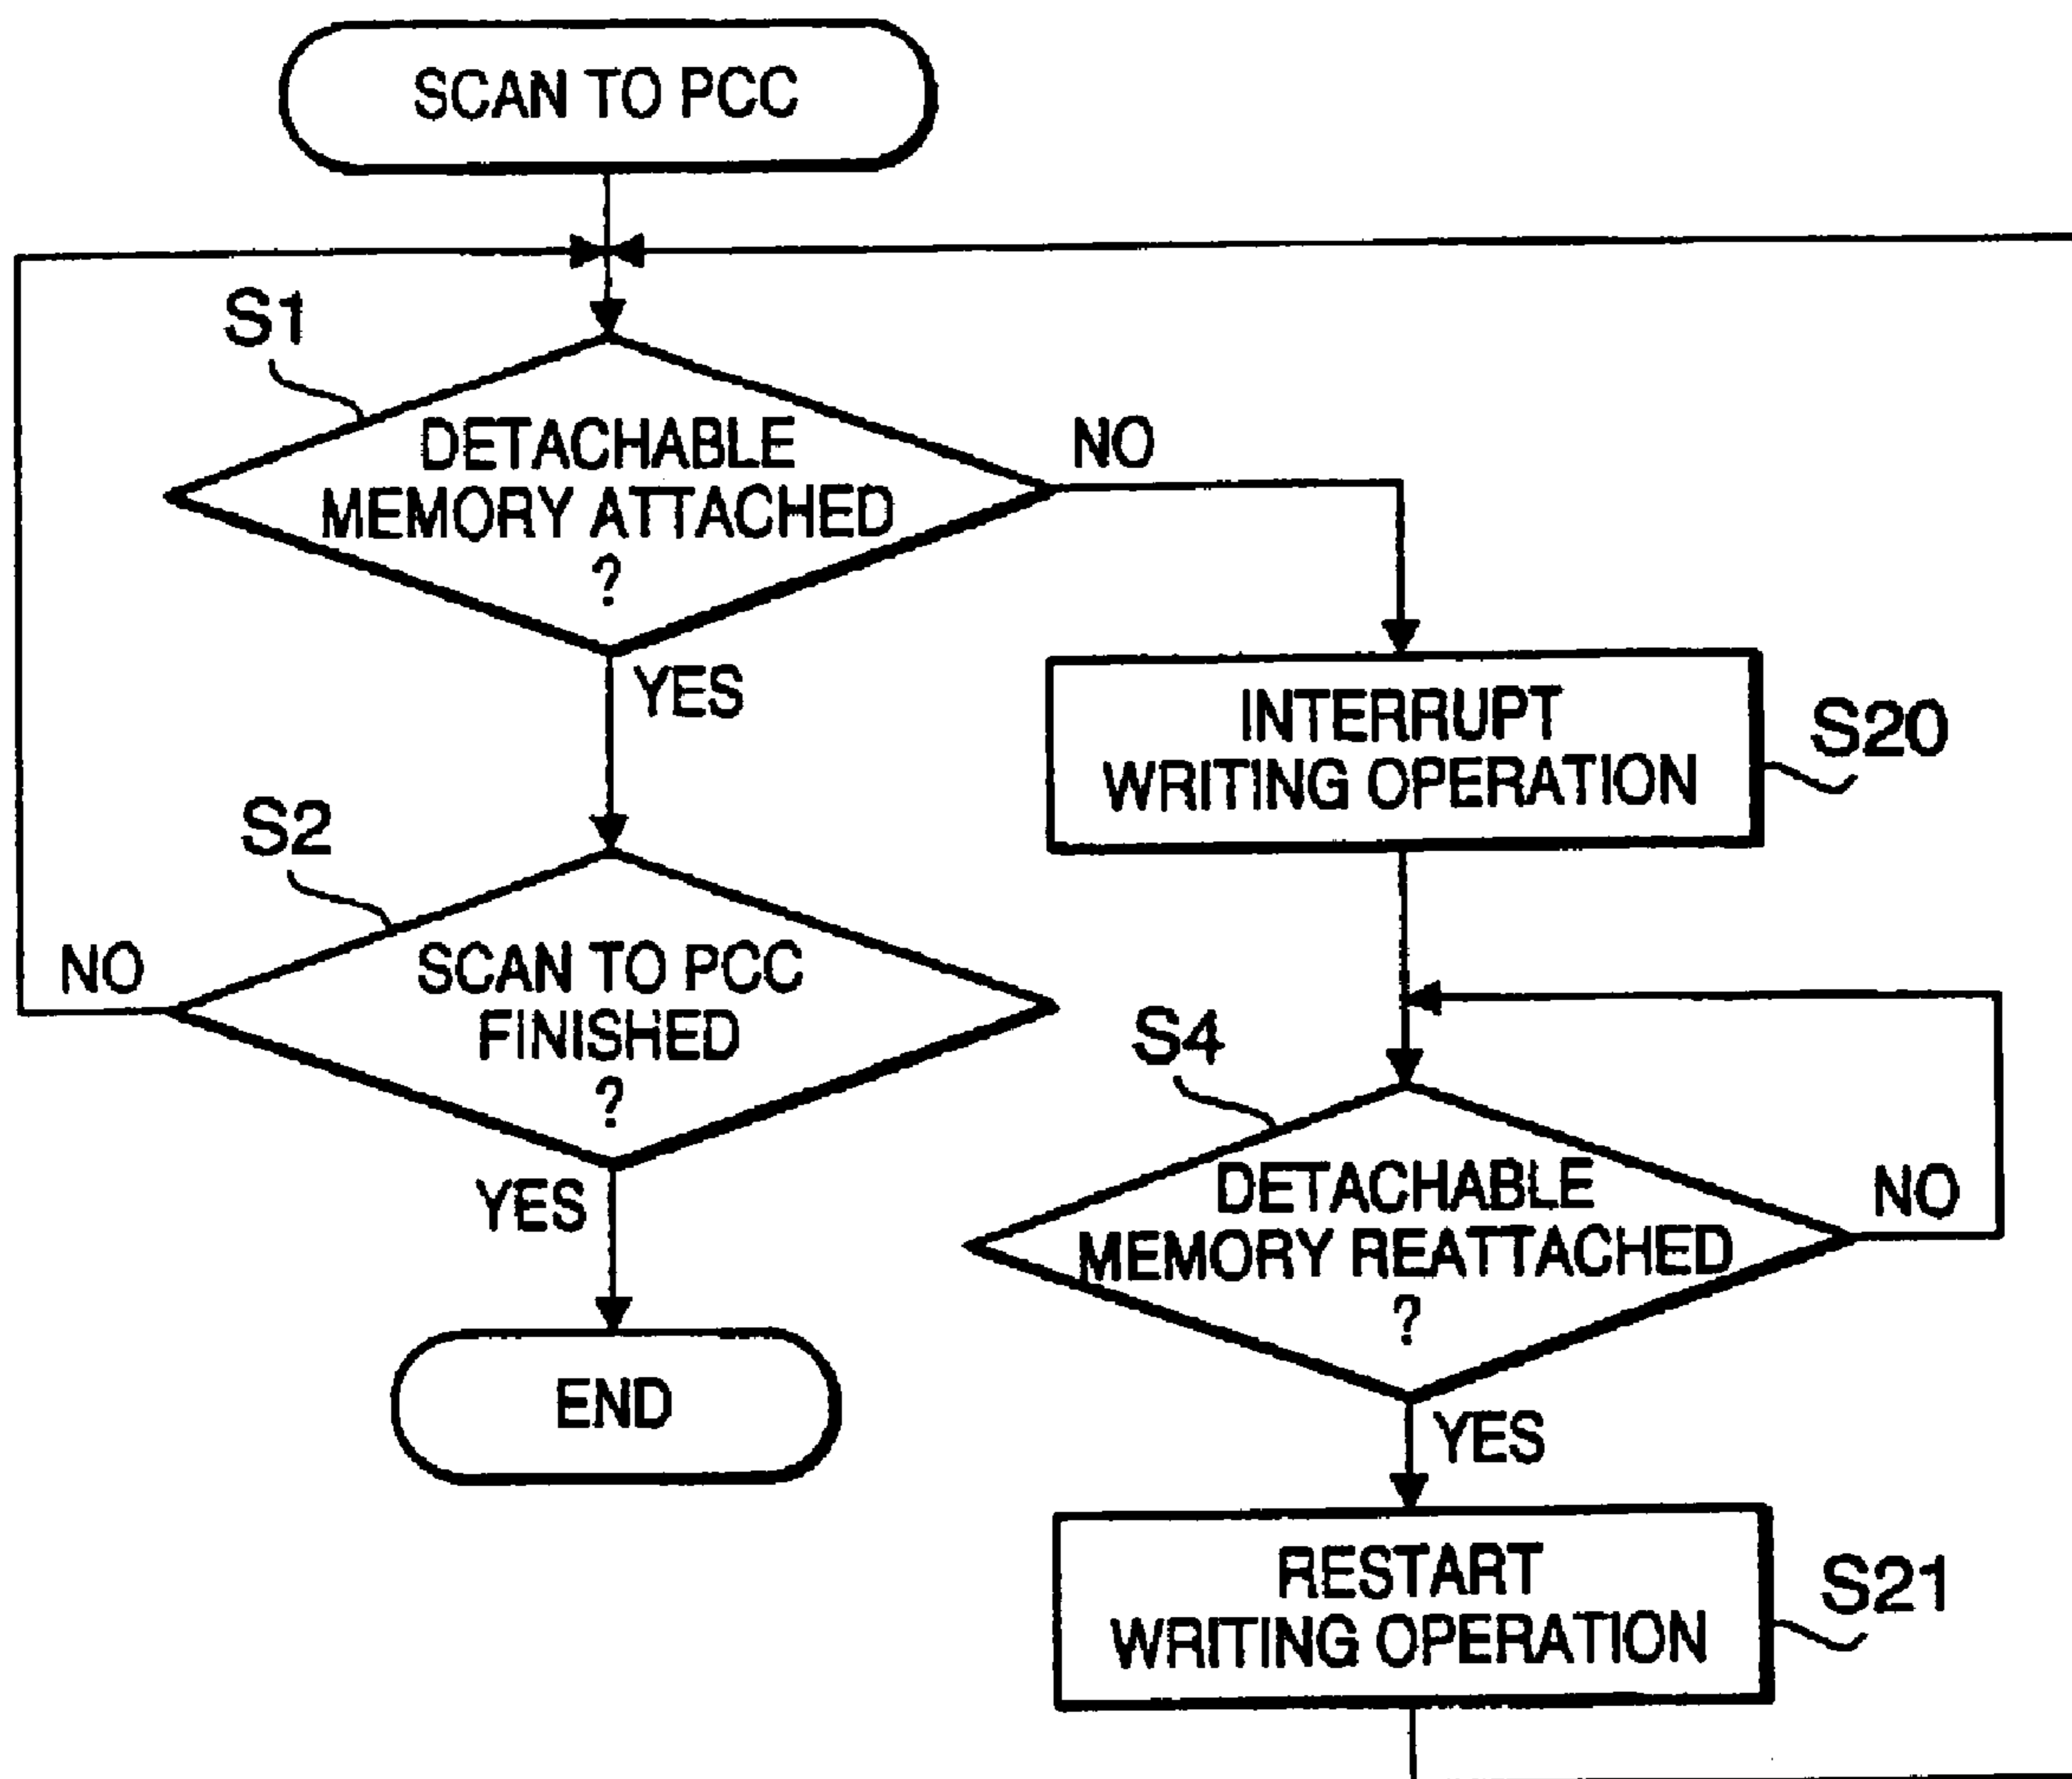 SCAN TO PCC
S1
DETACHABLE
MEMORY ATTACHED
?
NO
YES
INTERRUPT
WRITING OPERATION
S20
S2
SCAN TO PCC
FINISHED
?
NO
YES
END
S4
DETACHABLE
MEMORY REATTACHED
?
NO
YES
RESTART
WRITING OPERATION
S21